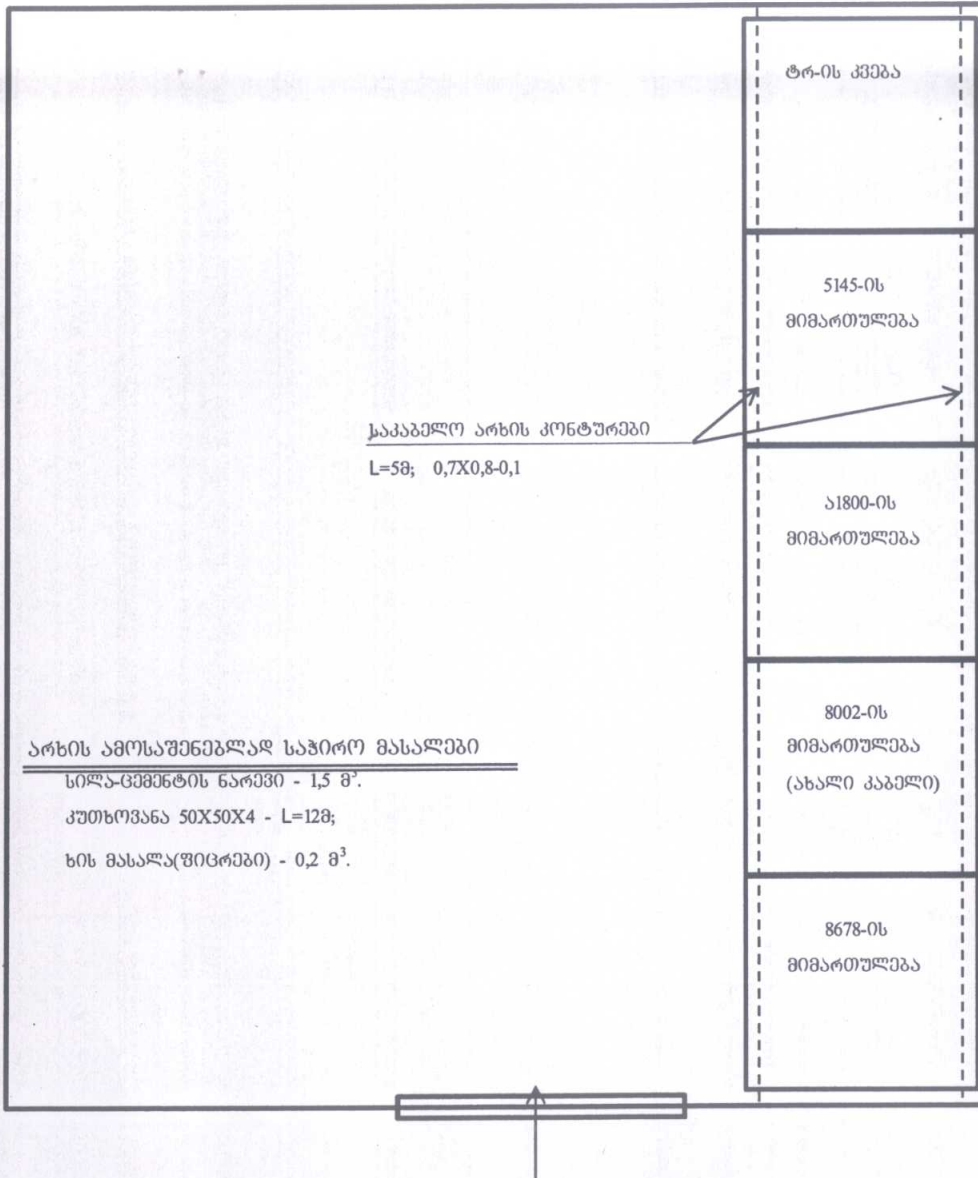 ტრ-ის კვება
5145-ის
მიმართულება
საკაბელო არხის კონტურები
L=5მ; 0,7X0,8-0,1
ა1800-ის
მიმართულება
8002-ის
მიმართულება
(ახალი კაბელი)
არხის ამოსაშენებლად საჭირო მასალები
სილა-ცემენტის ნარევი - 1,5 მ³.
კუთხოვანა 50X50X4 - L=12მ;
ხის მასალა(ფიცრები) - 0,2 მ³.
8678-ის
მიმართულება